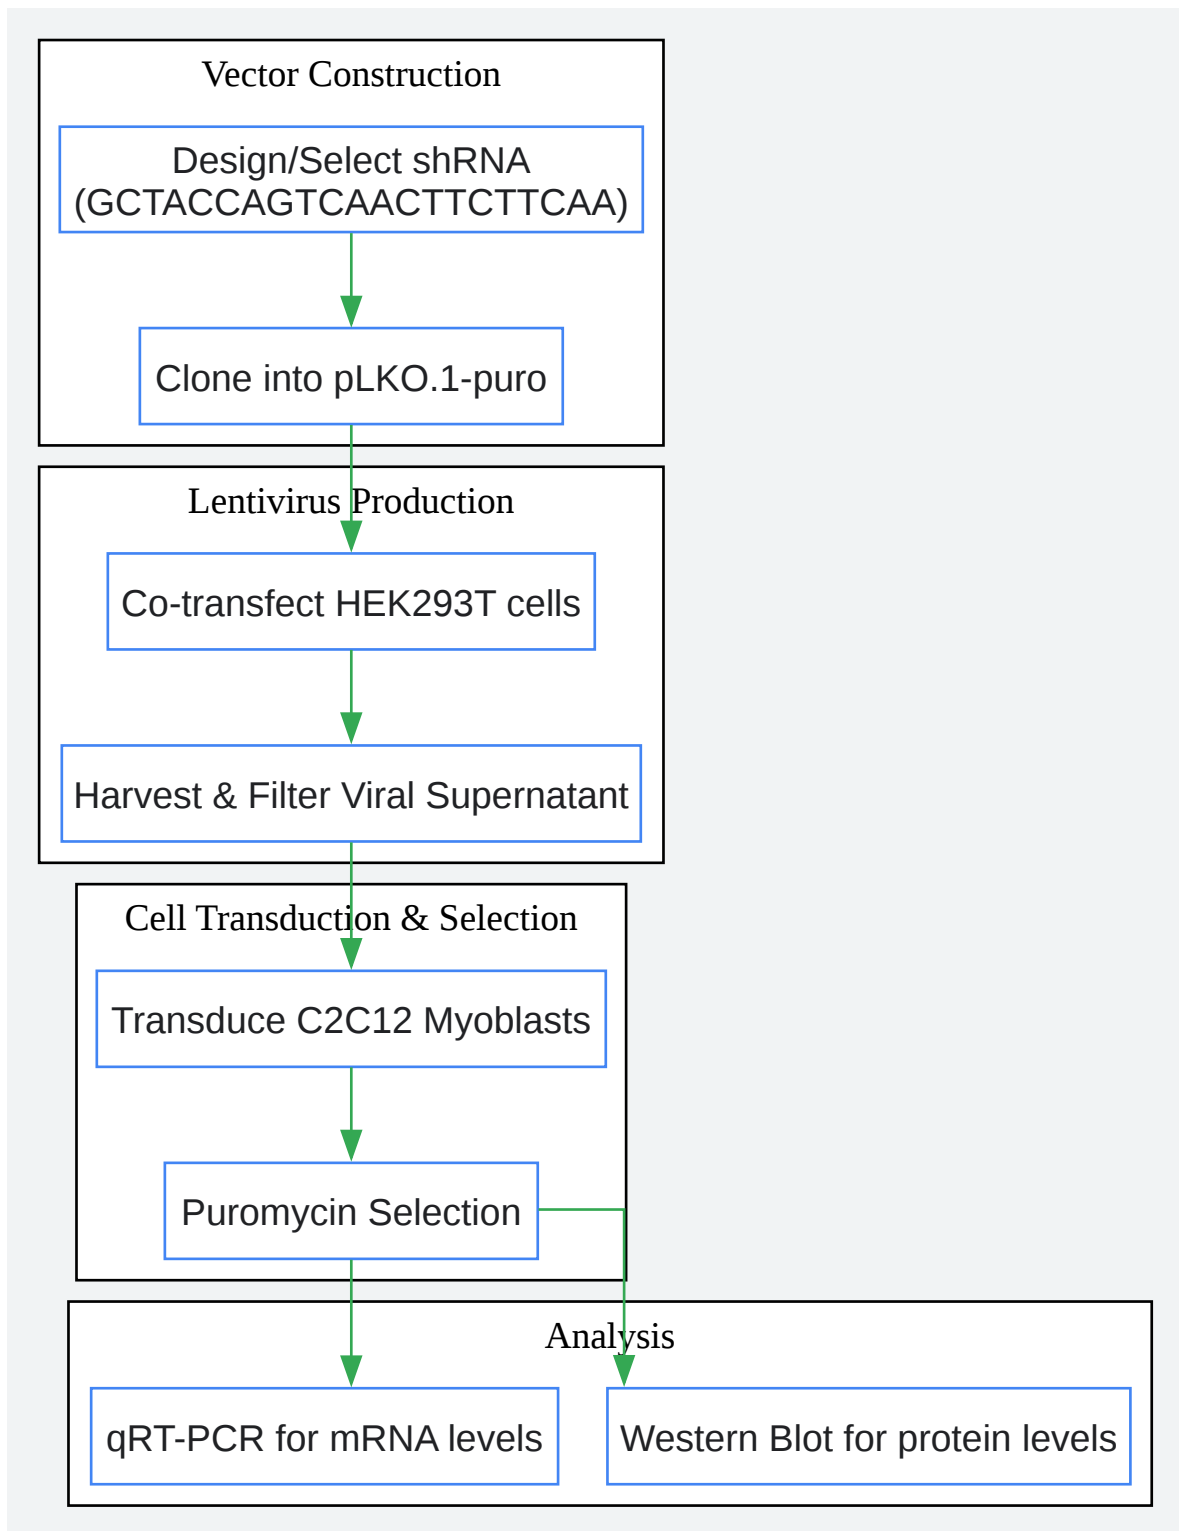 Vector Construction
Design/Select shRNA
(GCTACCAGTCAACTTCTTCAA)
Clone into pLKO.1-puro
Lentivirus Production
Co-transfect HEK293T cells
Harvest & Filter Viral Supernatant
Cell Transduction & Selection
Transduce C2C12 Myoblasts
Puromycin Selection
Analysis
qRT-PCR for mRNA levels
Western Blot for protein levels